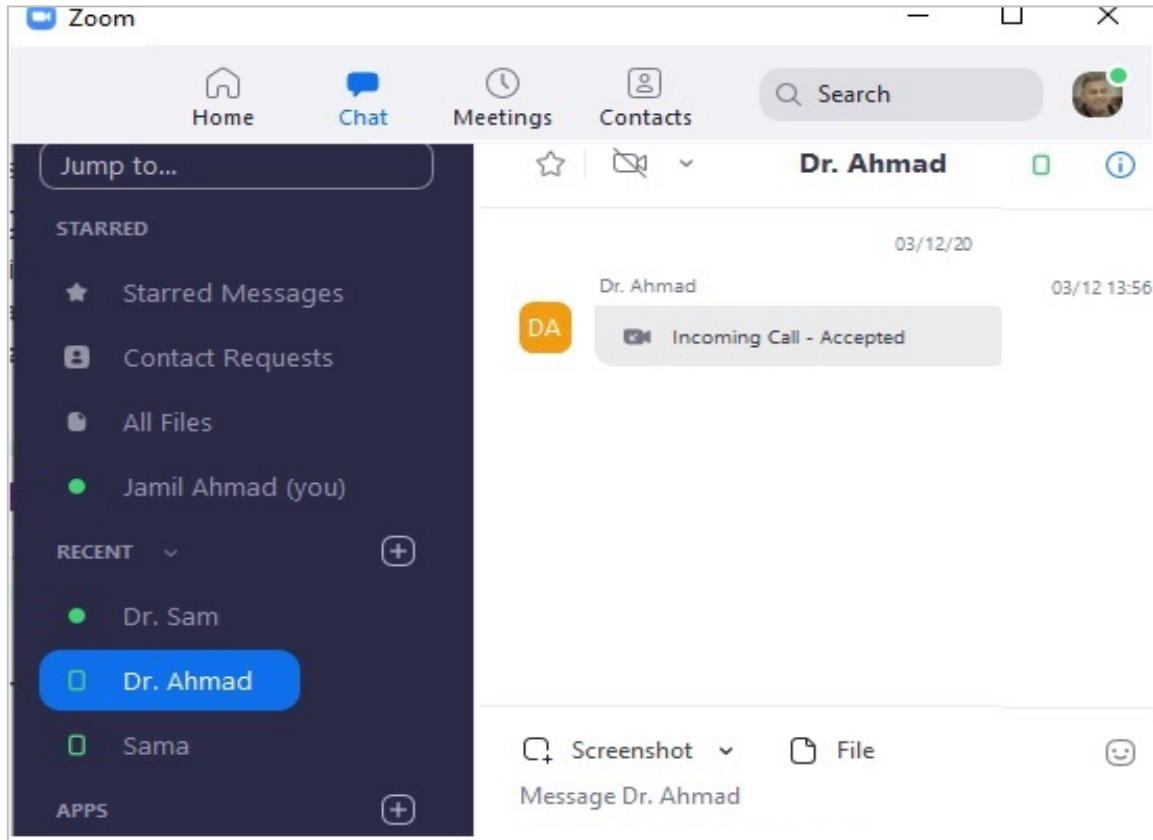 Zoom
Home Chat Meetings Contacts Search
Jump to...
Dr. Ahmad
STARRED
03/12/20
Starred Messages
Dr. Ahmad 03/12 13:56
DA
Incoming Call - Accepted
Contact Requests
All Files
Jamil Ahmad (you)
RECENT
Dr. Sam
Dr. Ahmad
Sama
APPS
Screenshot File
Message Dr. Ahmad